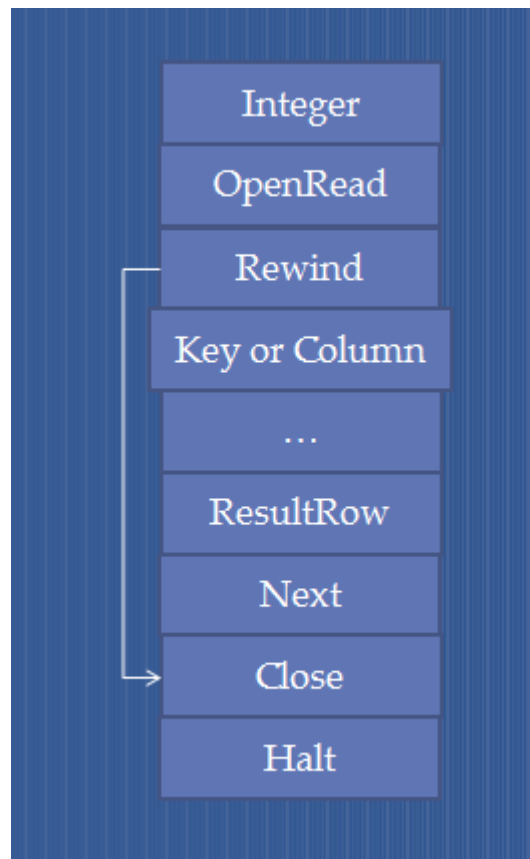 Integer
OpenRead
Rewind
Key or Column
...
ResultRow
Next
Close
Halt